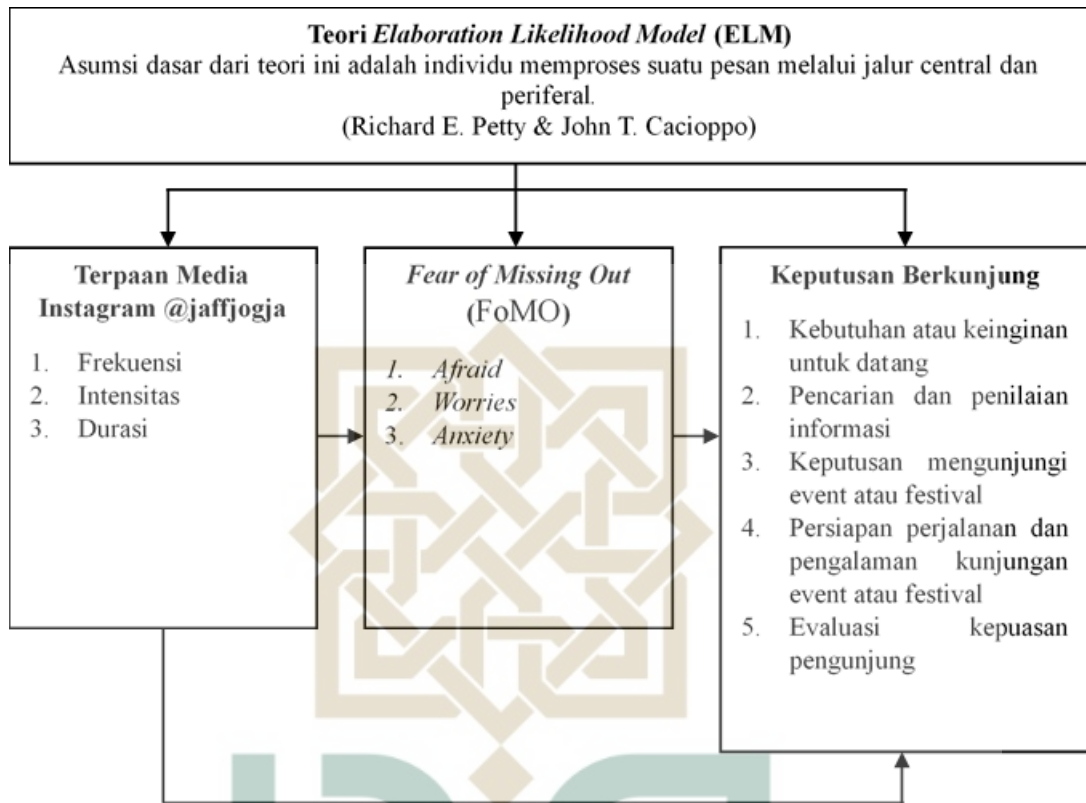 Teori Elaboration Likelihood Model (ELM)
Asumsi dasar dari teori ini adalah individu memproses suatu pesan melalui jalur central dan
periferal.
(Richard E. Petty & John T. Cacioppo)
Terpaan Media
Instagram @jaffjogja
1. Frekuensi
2. Intensitas
3. Durasi
Fear of Missing Out
(FoMO)
1. Afraid
2. Worries
3. Anxiety
Keputusan Berkunjung
1. Kebutuhan atau keinginan
untuk datang
2. Pencarian dan penilaian
informasi
3. Keputusan mengunjungi
event atau festival
4. Persiapan perjalanan dan
pengalaman kunjungan
event atau festival
5. Evaluasi kepuasan
pengunjung